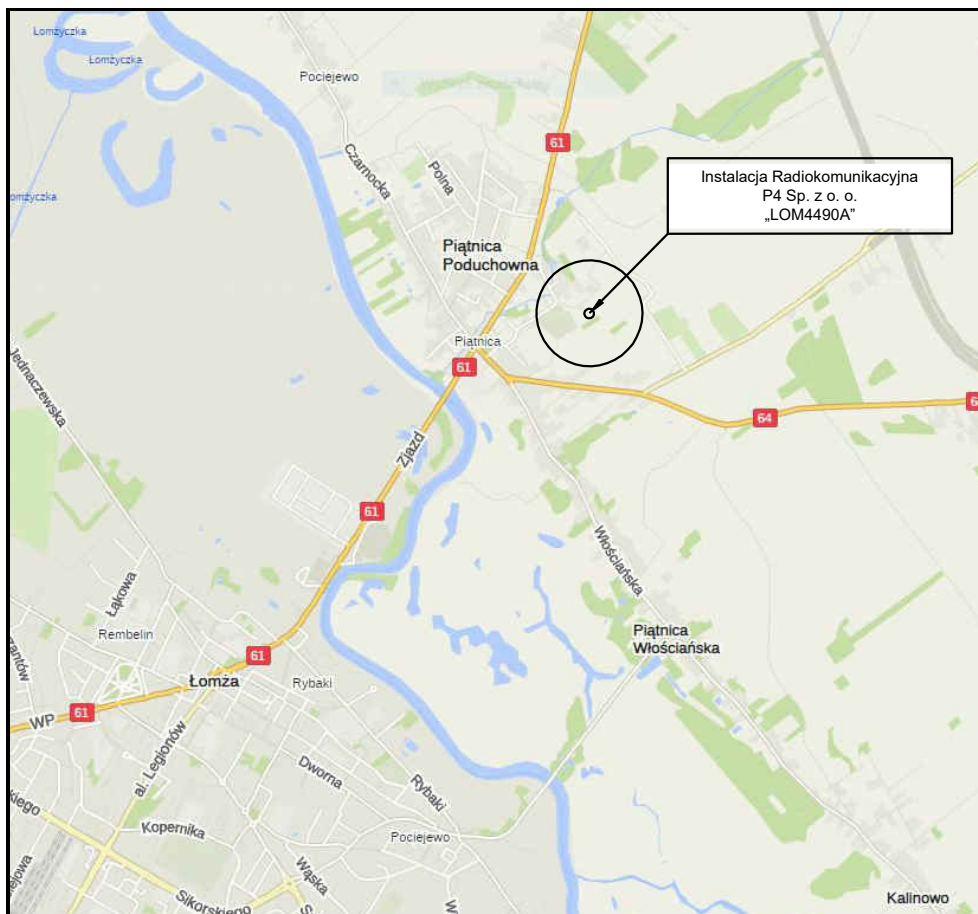 Łomżyczka
Łomżyczka
Pociejewo
61
Czarnocka
Polna
Instalacja Radiokomunikacyjna
P4 Sp. z o. o.
„LOM4490A”
Łomżyczka
Piątnica
Poduchowna
Piątnica
61
Jednaczewska
64
Zjazd
61
Włościańska
Łąkowa
Rembelin
Piątnica
Włościańska
61
Łomża
Rybaki
WP
61
al. Legionów
Dworna
Rybaki
Kopernika
Pociejewo
Wąska
Sikorskiego
Kalinowo